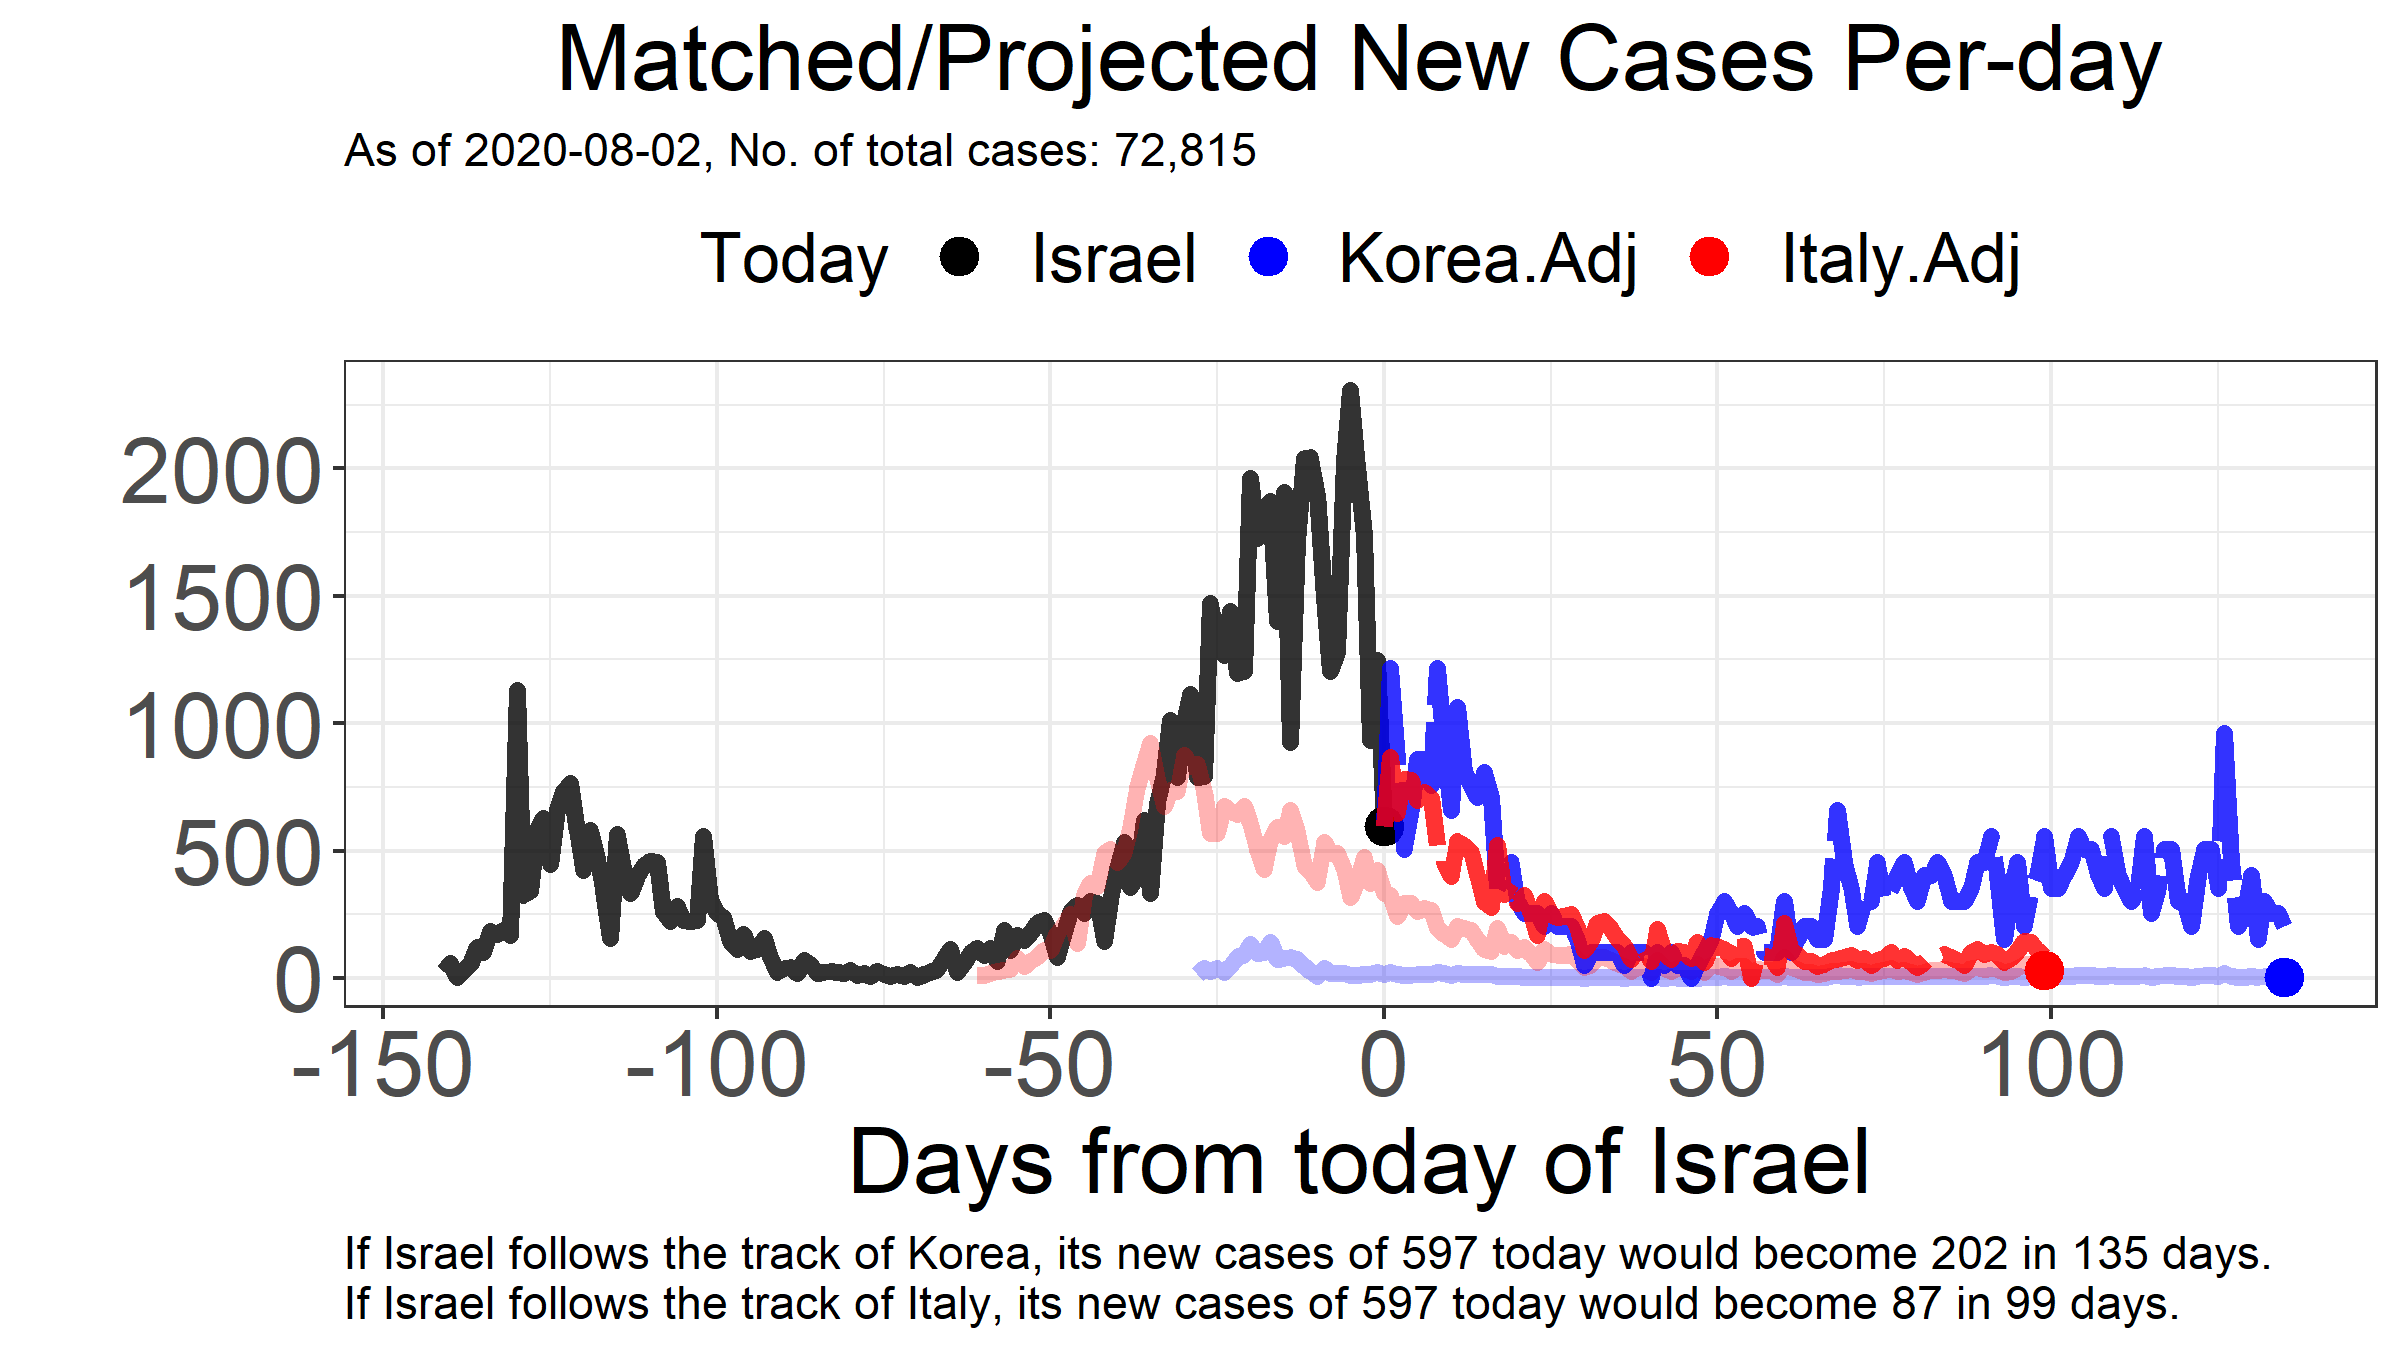 Matched/Projected New Cases Per-day
As of 2020-08-02, No. of total cases: 72,815
Today Israel Korea.Adj Italy.Adj
2000
1500
1000
500
0
-150 -100 -50 0 50 100
Days from today of Israel
If Israel follows the track of Korea, its new cases of 597 today would become 202 in 135 days.
If Israel follows the track of Italy, its new cases of 597 today would become 87 in 99 days.